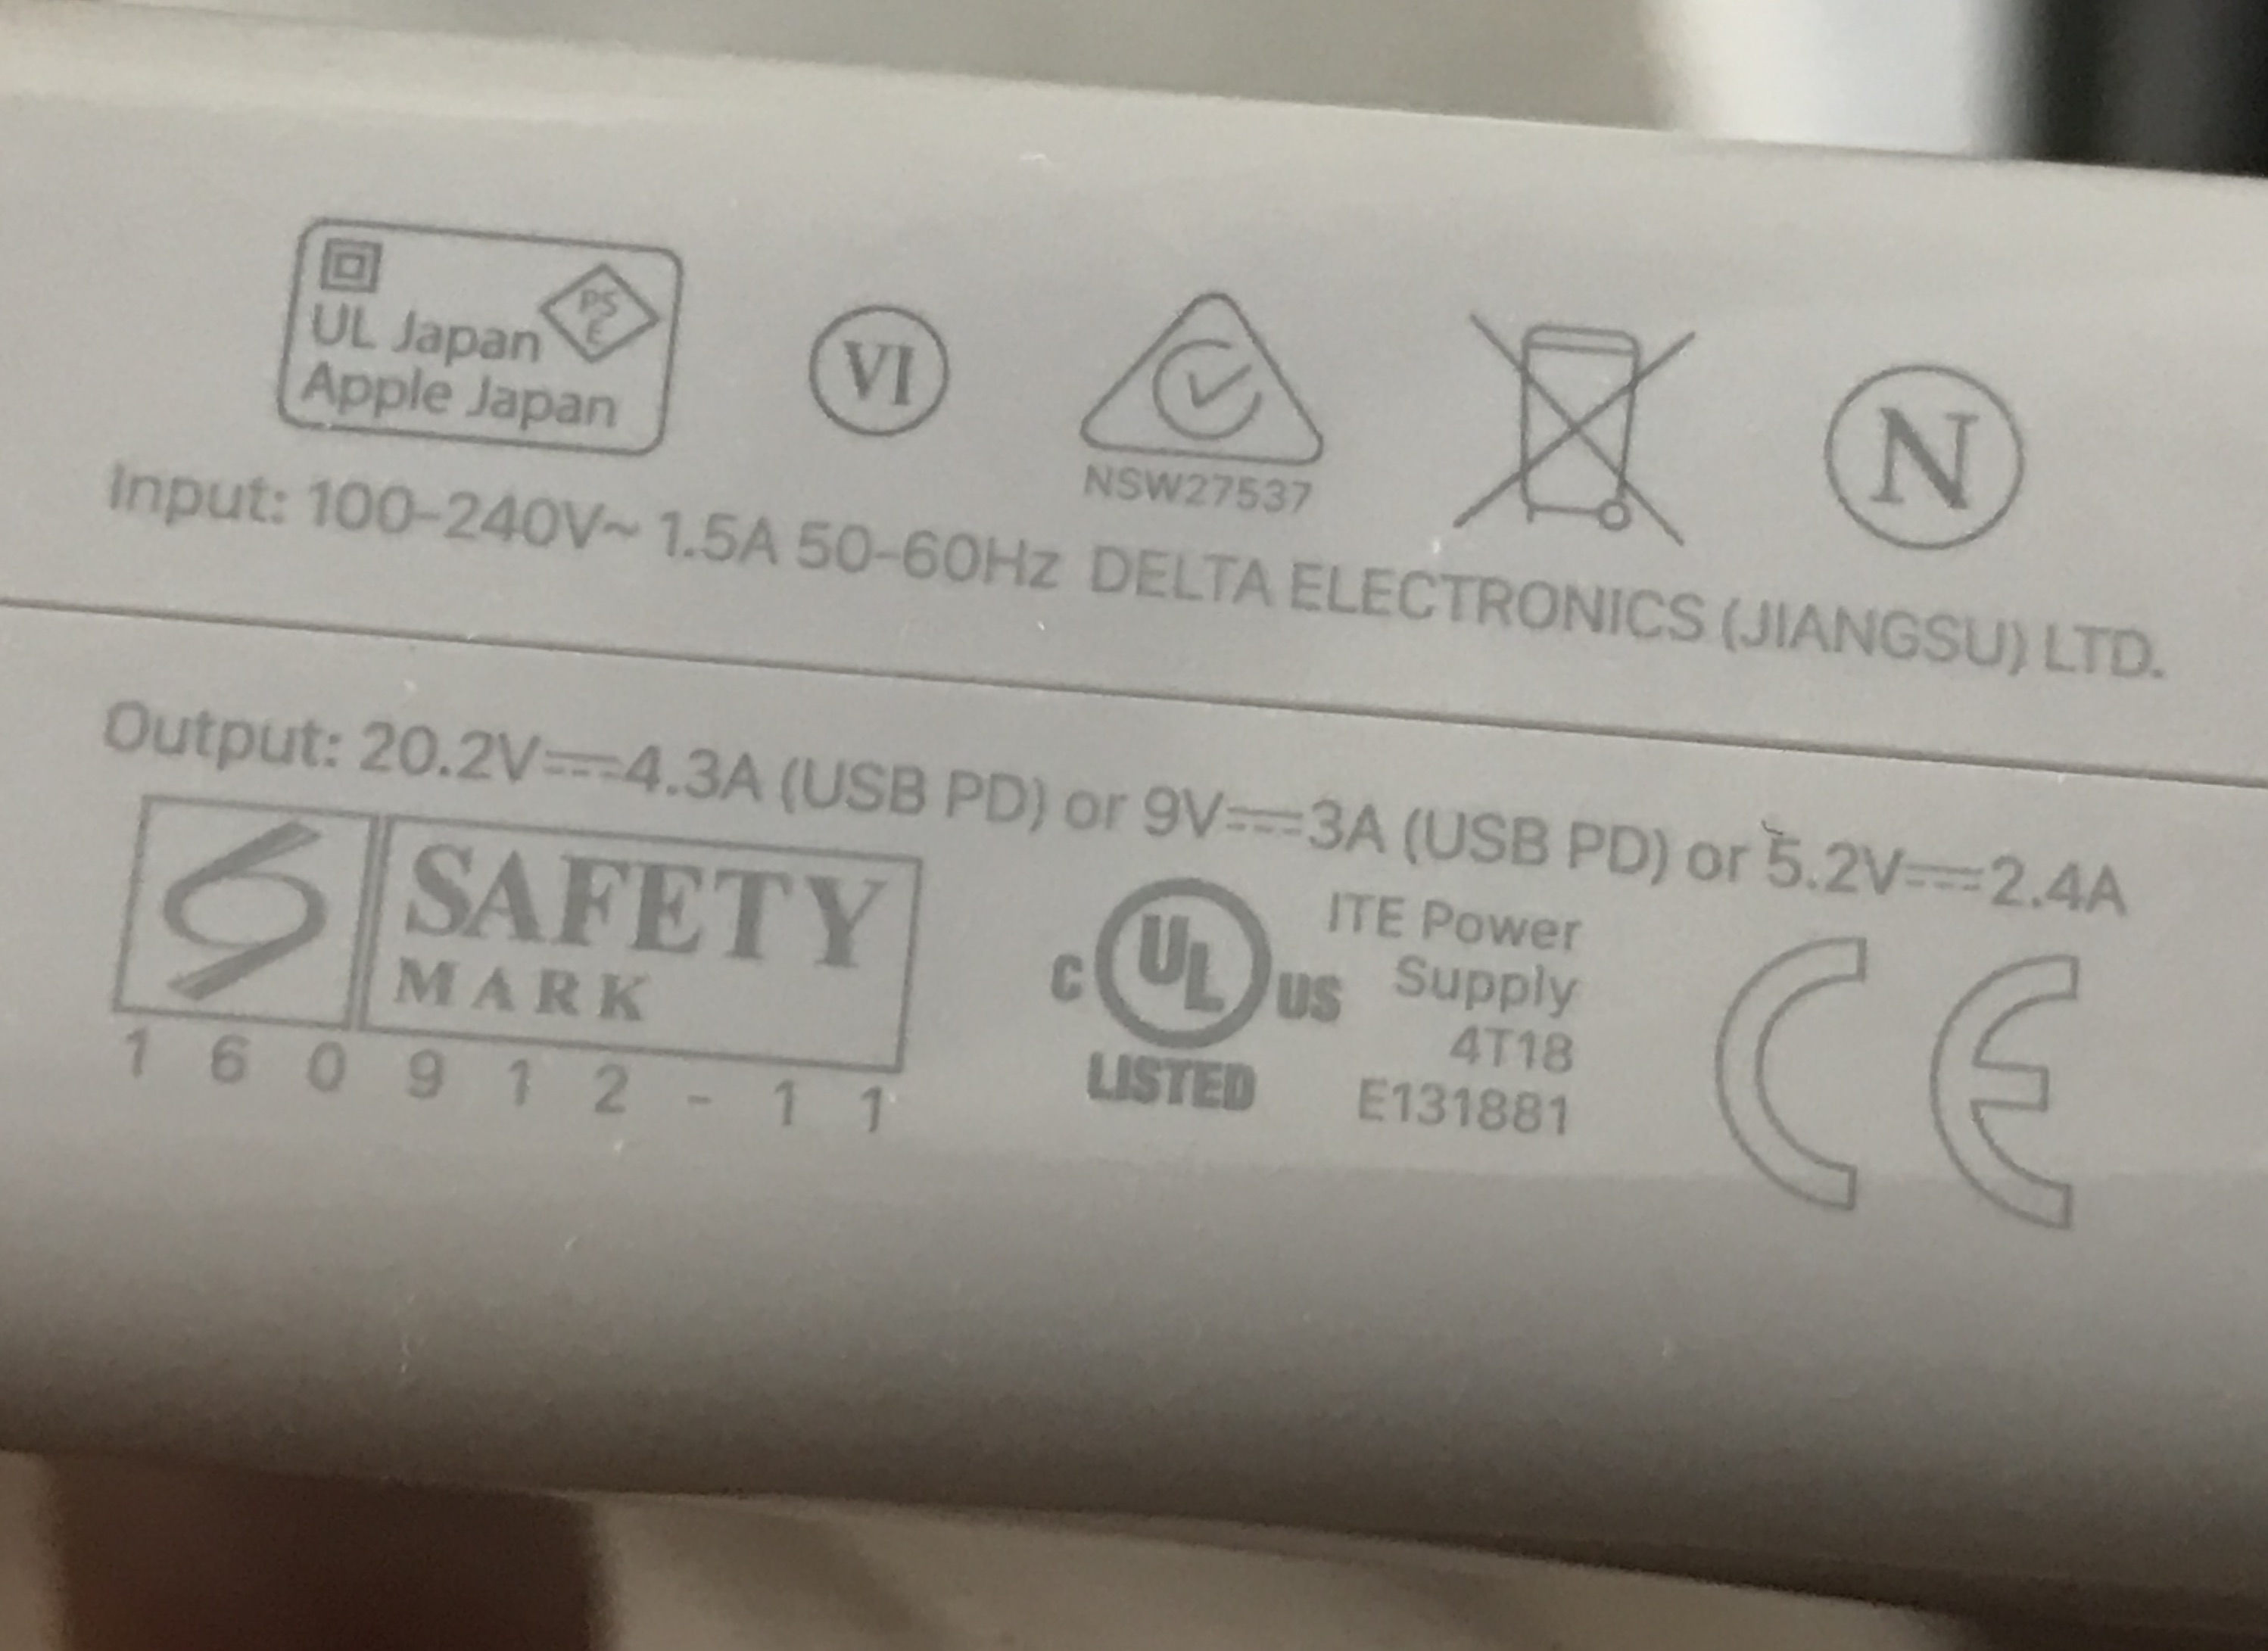 UL Japan
PS
E
Apple Japan
VI
NSW27537
N
Input: 100-240V~ 1.5A 50-60Hz DELTA ELECTRONICS (JIANGSU) LTD.
Output: 20.2V⎓4.3A (USB PD) or 9V⎓3A (USB PD) or 5.2V⎓2.4A
SAFETY
MARK
160912-11
C UL US
LISTED
ITE Power
Supply
4T18
E131881
CE